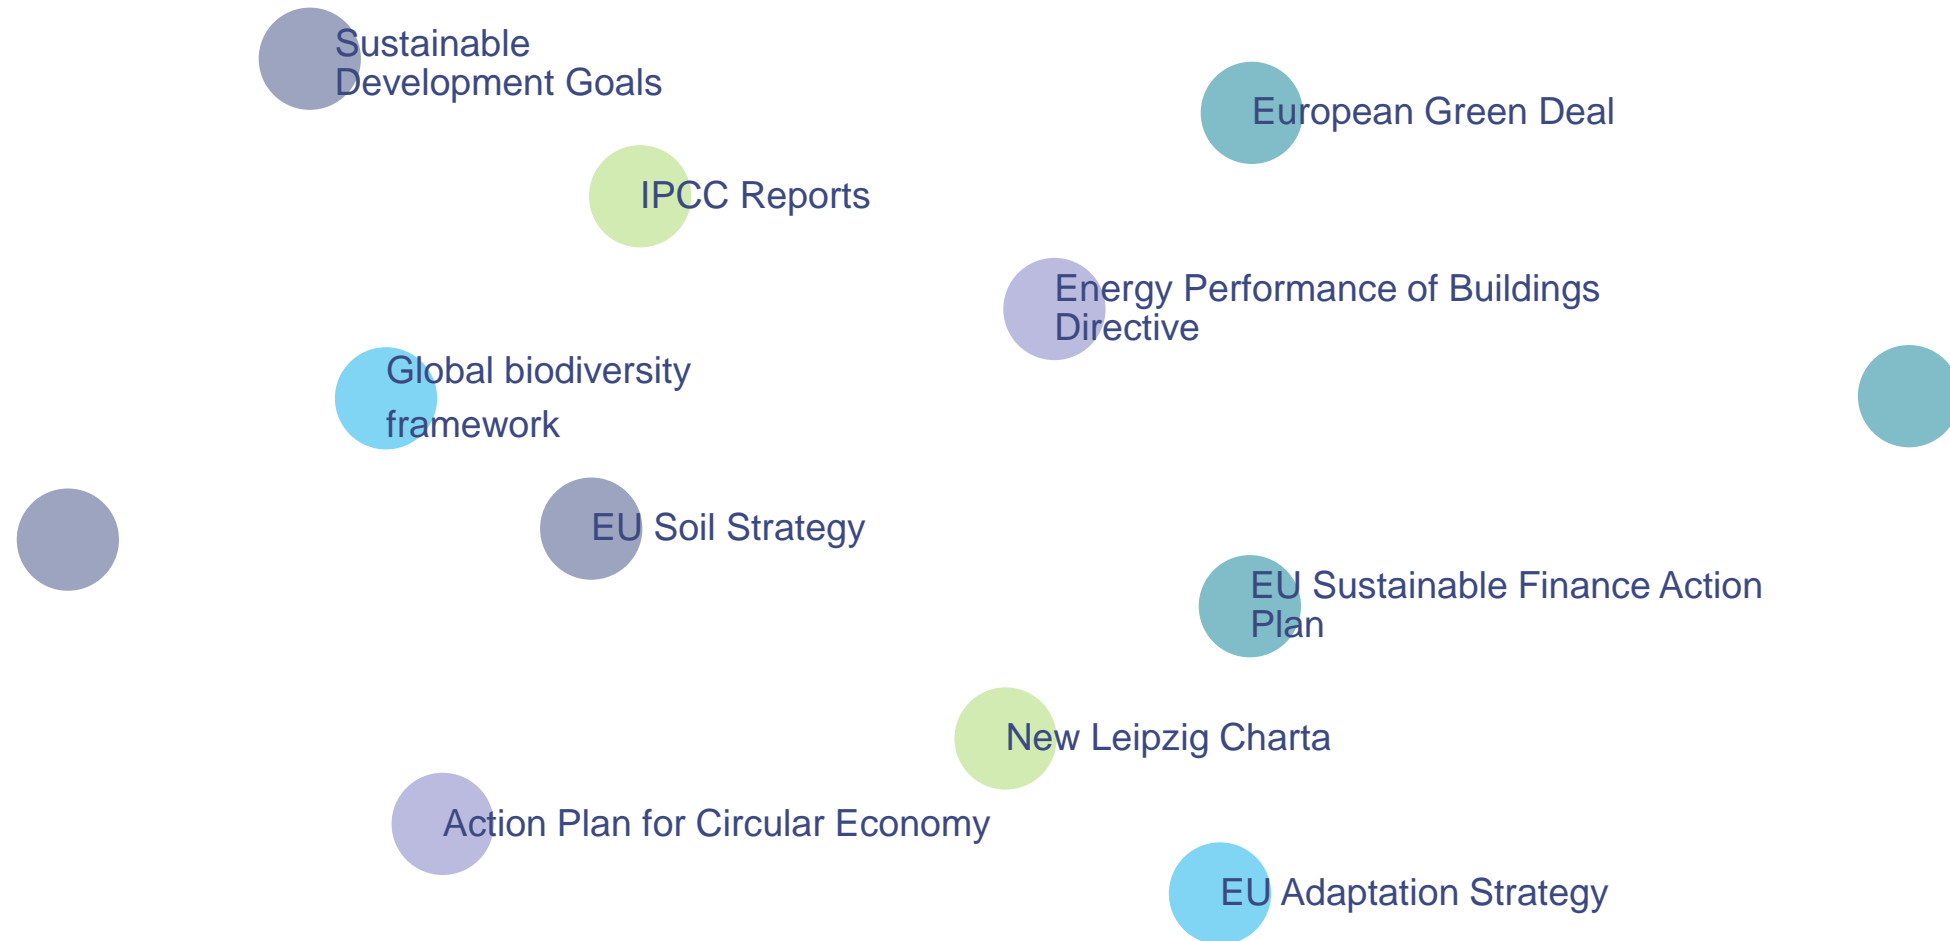 Sustainable
Development Goals
European Green Deal
IPCC Reports
Energy Performance of Buildings
Directive
Global biodiversity
framework
EU Soil Strategy
EU Sustainable Finance Action
Plan
New Leipzig Charta
Action Plan for Circular Economy
EU Adaptation Strategy